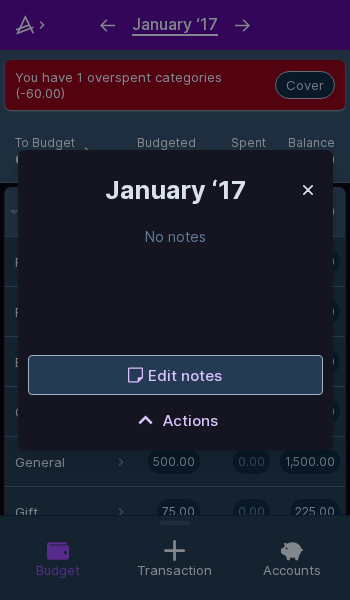 January ‘17
You have 1 overspent categories
(-60.00)
Cover
To Budget Budgeted Spent Balance
January ‘17
No notes
Edit notes
Actions
General 500.00 0.00 1,500.00
Gift 75.00 0.00 225.00
Budget Transaction Accounts